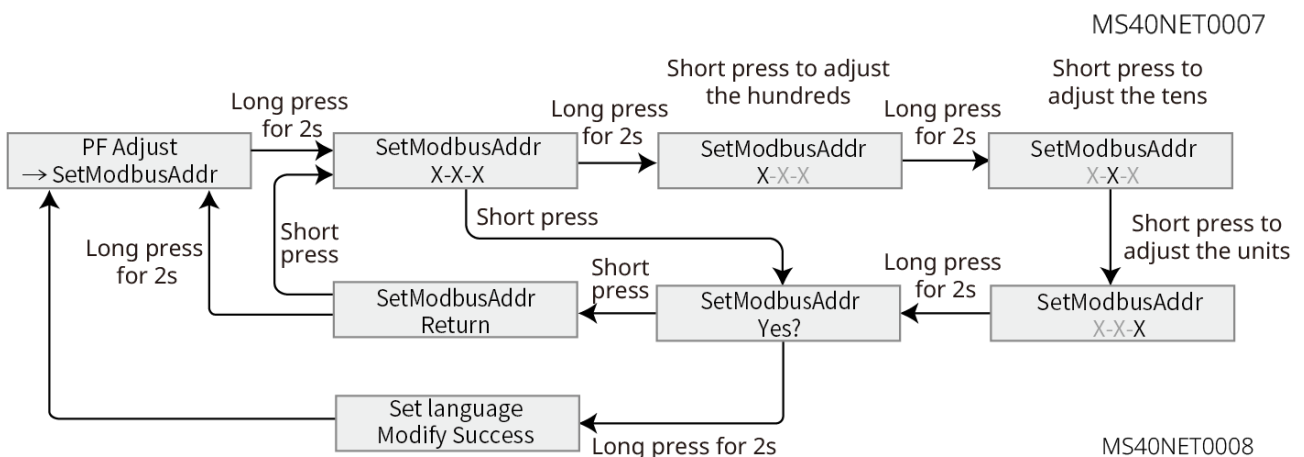 MS40NET0007
Short press to adjust
the hundreds
Short press to
adjust the tens
Long press
for 2s
Long press
for 2s
Long press
for 2s
PF Adjust
→ SetModbusAddr
SetModbusAddr
X-X-X
SetModbusAddr
X-X-X
SetModbusAddr
X-X-X
Short press
Short press to
adjust the units
Long press
for 2s
Short
press
Short
press
Long press
for 2s
SetModbusAddr
Return
SetModbusAddr
Yes?
SetModbusAddr
X-X-X
Set language
Modify Success
Long press for 2s
MS40NET0008